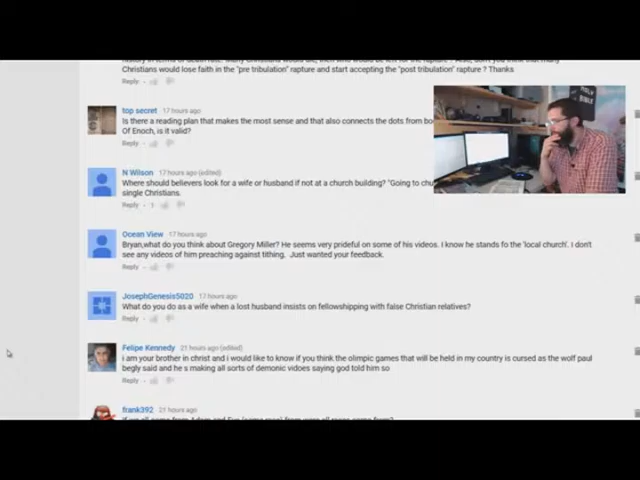 Christians would lose faith in the "pre tribulation" rapture and start accepting the "post tribulation" rapture ? Thanks.
Reply ·
HOLY
BIBLE
top secret 17 hours ago
Is there a reading plan that makes the most sense and that also connects the dots from
Of Enoch, is it valid?
Reply ·
N Wilson 17 hours ago (edited)
Where should believers look for a wife or husband if not at a church building? "Going to
single Christians.
Reply · 1
Ocean View 17 hours ago
Bryan,what do you think about Gregory Miller? He seems very prideful on some of his videos. I know he stands fo the 'local church'. I don't
see any videos of him preaching against tithing. Just wanted your feedback.
Reply ·
JosephGenesis5020 17 hours ago
What do you do as a wife when a lost husband insists on fellowshipping with false Christian relatives?
Reply ·
Felipe Kennedy 21 hours ago (edited)
i am your brother in christ and i would like to know if you think the olimpic games that will be held in my country is cursed as the wolf paul
begly said and he s making all sorts of demonic vidoes saying god told him so
Reply ·
frank392 21 hours ago